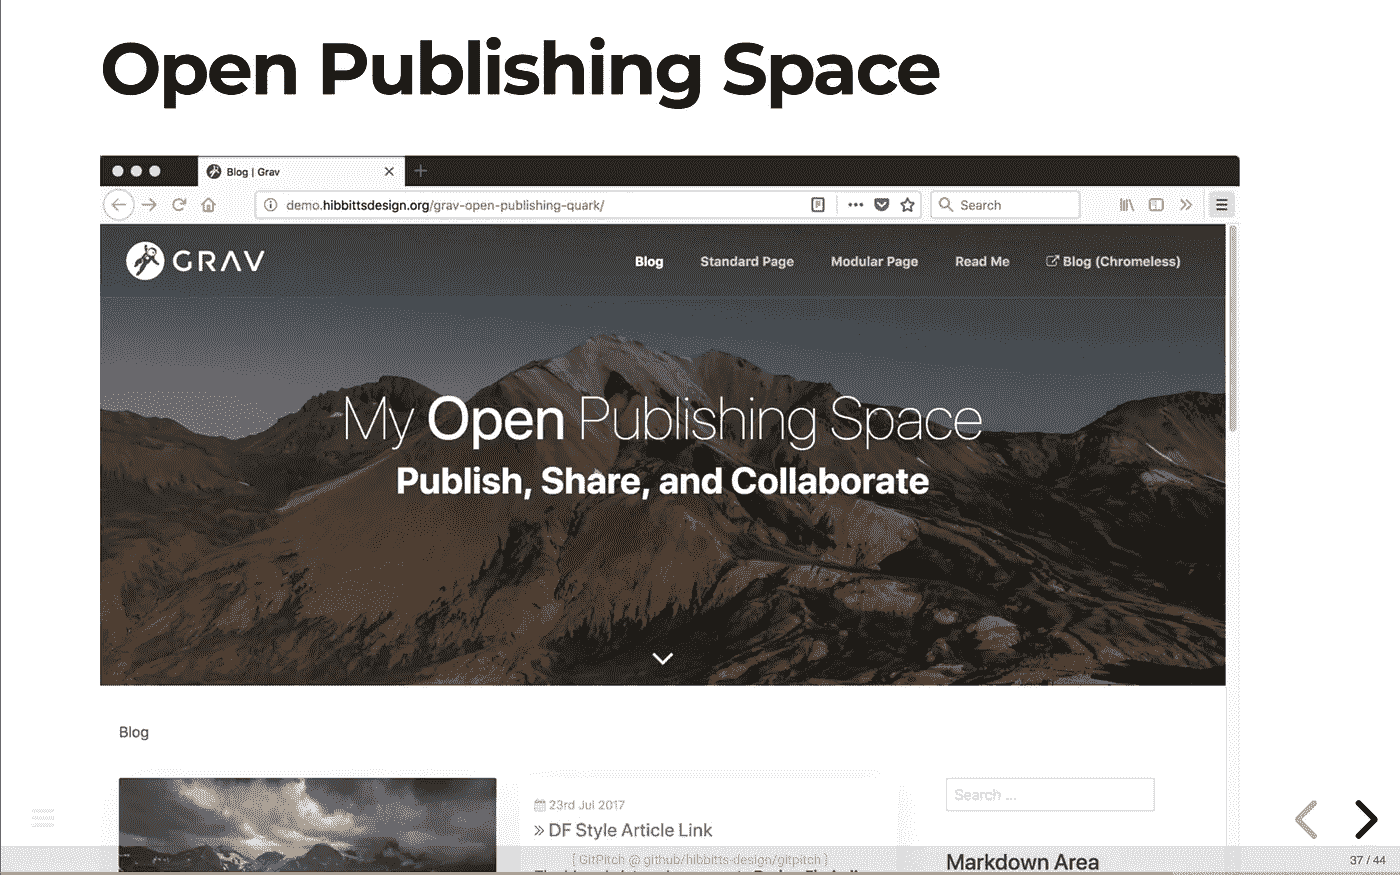 Open Publishing Space
Blog | Grav
demo.hibbittsdesign.org/grav-open-publishing-quark/
Search
GRAV
Blog Standard Page Modular Page Read Me Blog (Chromeless)
My Open Publishing Space
Publish, Share, and Collaborate
Blog
23rd Jul 2017
» DF Style Article Link
Search ...
[ GitPitch @ github/hibbitts-design/gitpitch ]
Markdown Area
37 / 44